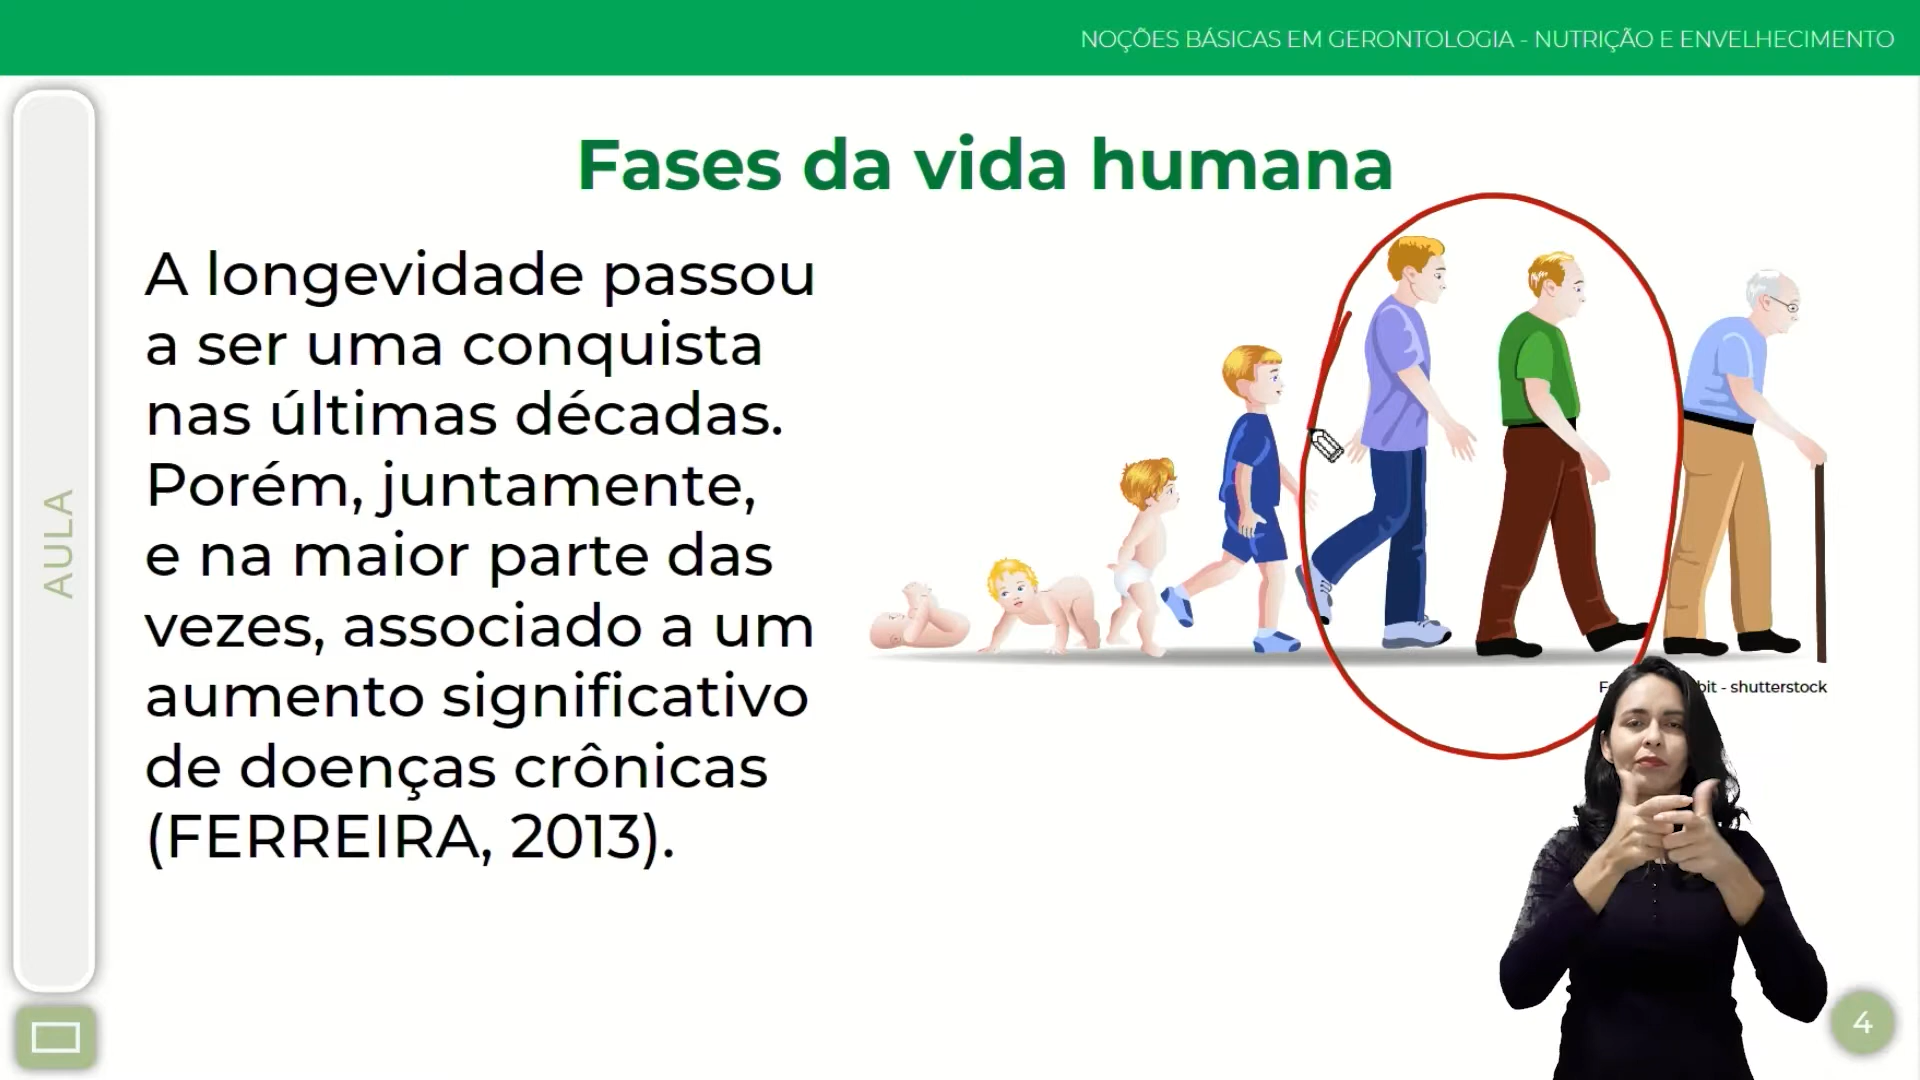 NOÇÕES BÁSICAS EM GERONTOLOGIA - NUTRIÇÃO E ENVELHECIMENTO
AULA
Fases da vida humana
A longevidade passou
a ser uma conquista
nas últimas décadas.
Porém, juntamente,
e na maior parte das
vezes, associado a um
aumento significativo
de doenças crônicas
(FERREIRA, 2013).
- shutterstock
4